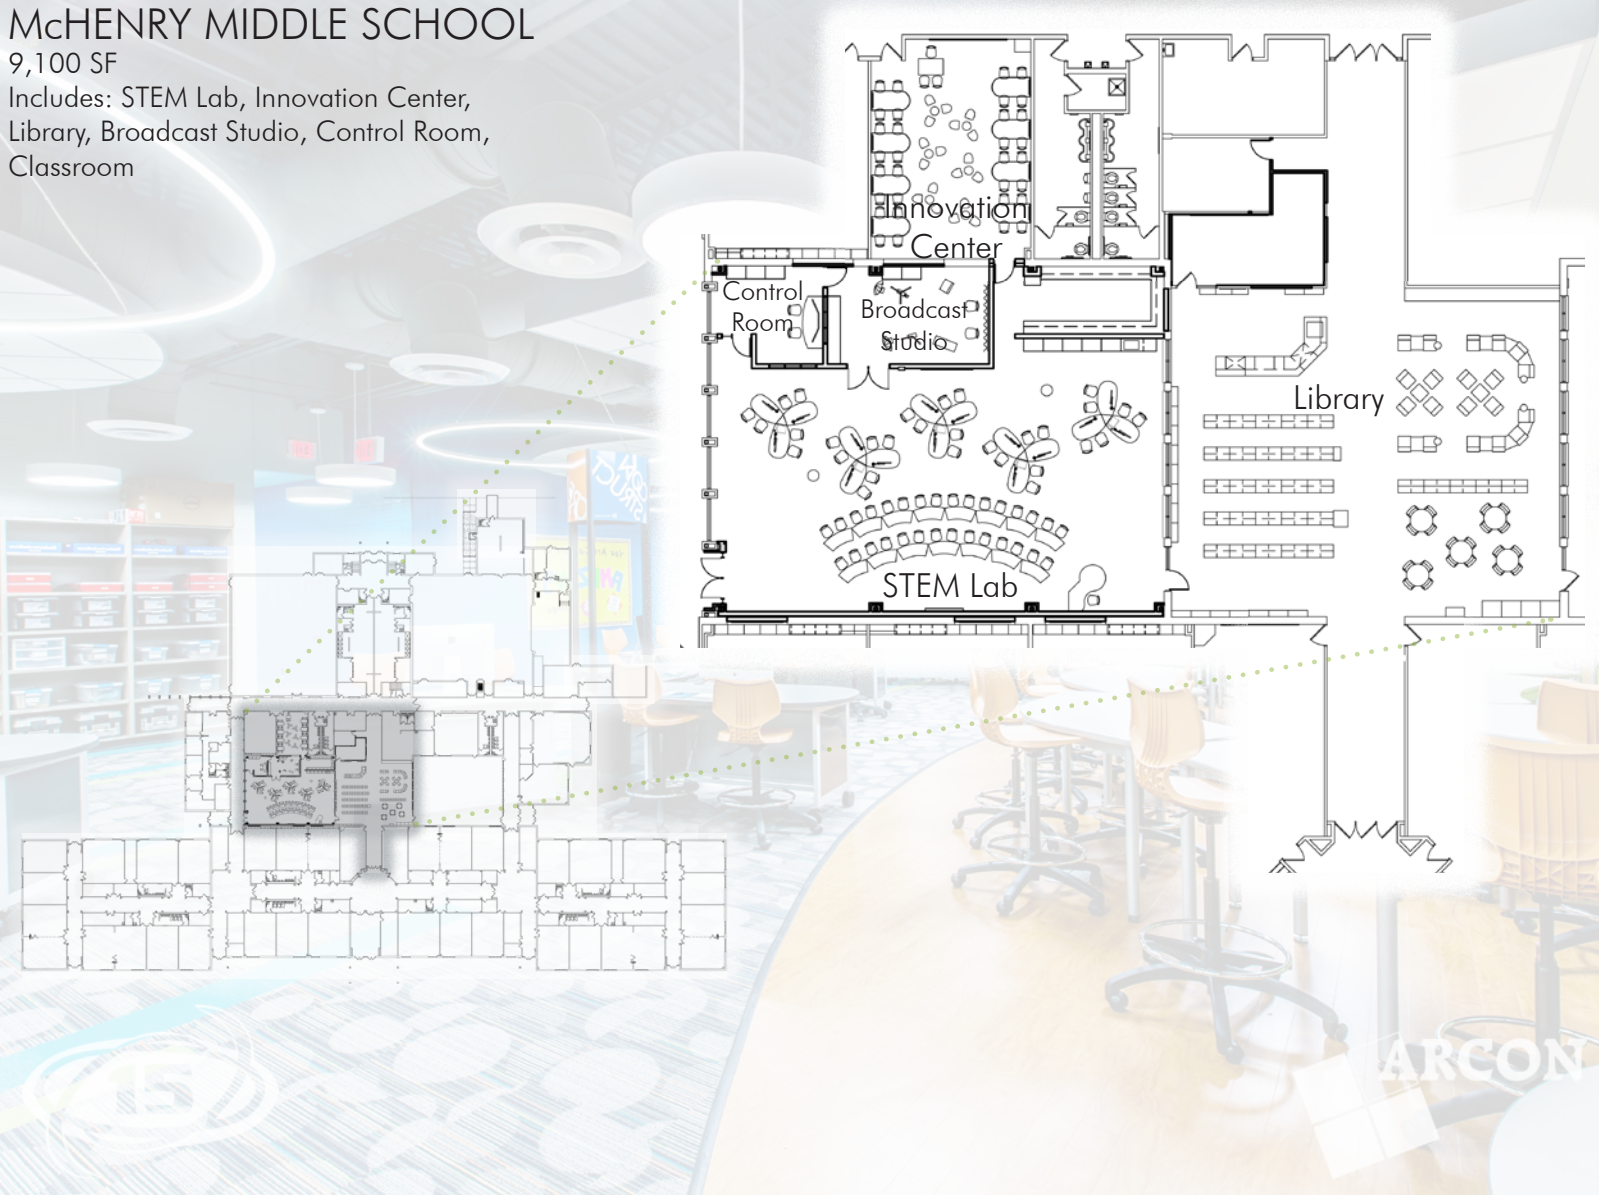 McHENRY MIDDLE SCHOOL
9,100 SF
Includes: STEM Lab, Innovation Center,
Library, Broadcast Studio, Control Room,
Classroom
Innovation
Center
Control
Room
Broadcast
Studio
Library
STEM Lab
ARCON